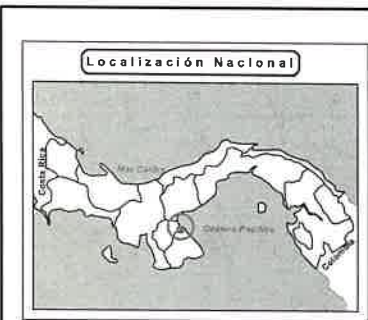 Localización Nacional
Costa Rica
Mar Caribe
D
Océano Pacífico
Colombia